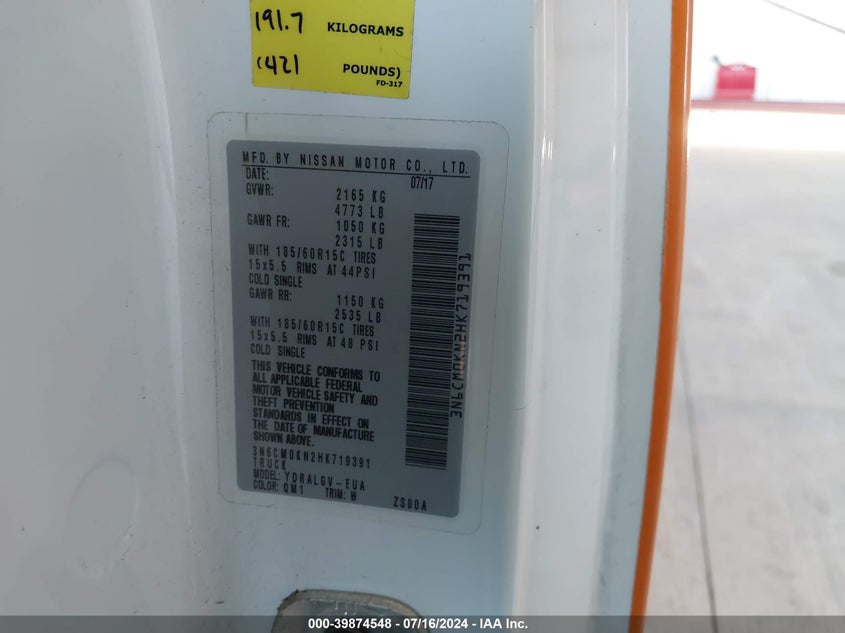 191.7 KILOGRAMS
(421 POUNDS)
FD-317
MFD. BY NISSAN MOTOR CO., LTD.
DATE: 07/17
GVWR: 2165 KG
4773 LB
GAWR FR: 1050 KG
2315 LB
WITH 185/60R15C TIRES
15x5.5 RIMS AT 44PSI
COLD SINGLE
GAWR RR: 1150 KG
2535 LB
WITH 185/60R15C TIRES
15x5.5 RIMS AT 48 PSI
COLD SINGLE
THIS VEHICLE CONFORMS TO
ALL APPLICABLE FEDERAL
MOTOR VEHICLE SAFETY AND
THEFT PREVENTION
STANDARDS IN EFFECT ON
THE DATE OF MANUFACTURE
SHOWN ABOVE.
3N6CM0KN2HK719391
TRUCK
MODEL: YDRALGV-EUA
COLOR: QM1 TRIM: W ZS00A
3N6CM0KN2HK719391
000-39874548 - 07/16/2024 - IAAI.COM